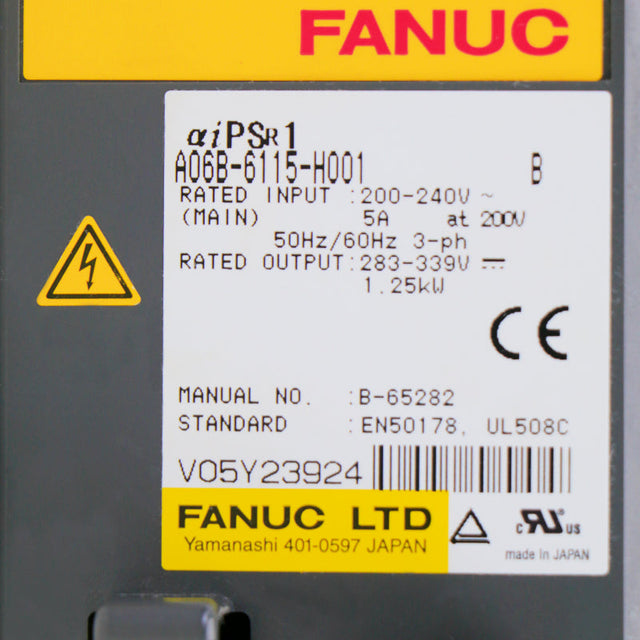 FANUC
αiPSR1
A06B-6115-H001 B
RATED INPUT :200-240V ~
(MAIN) 5A at 200V
50Hz/60Hz 3-ph
RATED OUTPUT:283-339V ⎓
1.25kW
CE
MANUAL NO. :B-65282
STANDARD :EN50178, UL508C
V05Y23924
FANUC LTD
Yamanashi 401-0597 JAPAN
c RU US
made in JAPAN